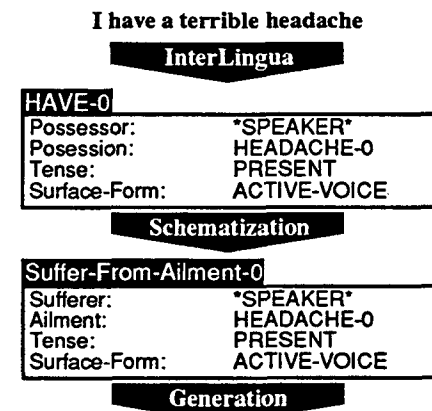 I have a terrible headache
InterLingua
HAVE-0
Possessor: *SPEAKER*
Posession: HEADACHE-0
Tense: PRESENT
Surface-Form: ACTIVE-VOICE
Schematization
Suffer-From-Ailment-0
Sufferer: *SPEAKER*
Ailment: HEADACHE-0
Tense: PRESENT
Surface-Form: ACTIVE-VOICE
Generation